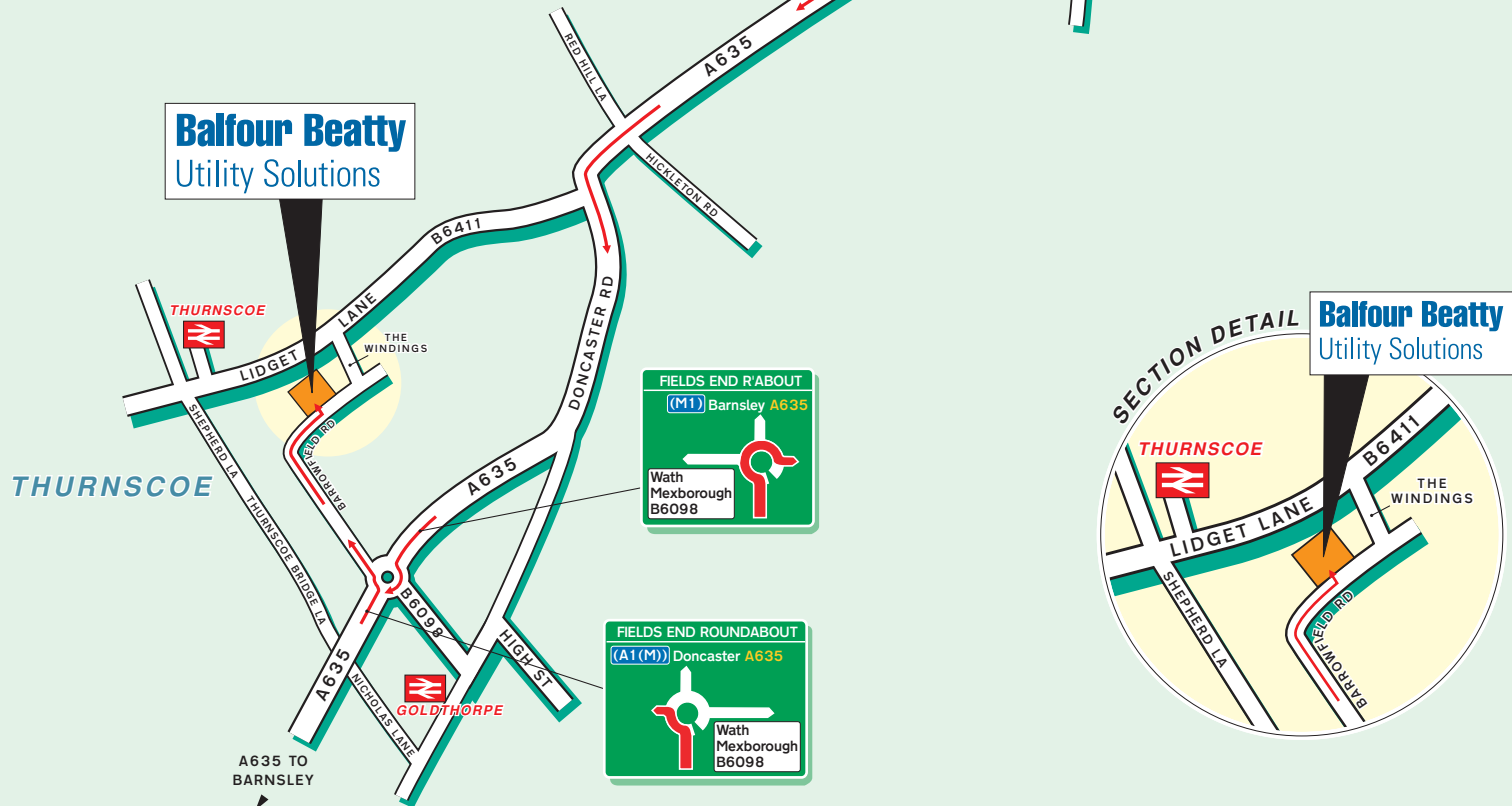 RED HILL LA
A635
HICKLETON RD
Balfour Beatty
Utility Solutions
B6411
DONCASTER RD
THURNSCOE
LIDGET LANE
THE
WINDINGS
SHEPHERD LA
BARROWFIELD RD
THURNSCOE
THURNSCOE BRIDGE LA
A635
FIELDS END R'ABOUT
(M1) Barnsley A635
Wath
Mexborough
B6098
B6098
HIGH ST
A635
NICHOLAS LANE
GOLDTHORPE
FIELDS END ROUNDABOUT
(A1(M)) Doncaster A635
Wath
Mexborough
B6098
A635 TO
BARNSLEY
SECTION DETAIL
Balfour Beatty
Utility Solutions
B6411
THURNSCOE
THE
WINDINGS
LIDGET LANE
SHEPHERD LA
BARROWFIELD RD